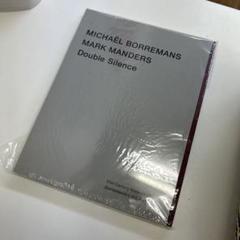 MICHAËL BORREMANS
MARK MANDERS
Double Silence